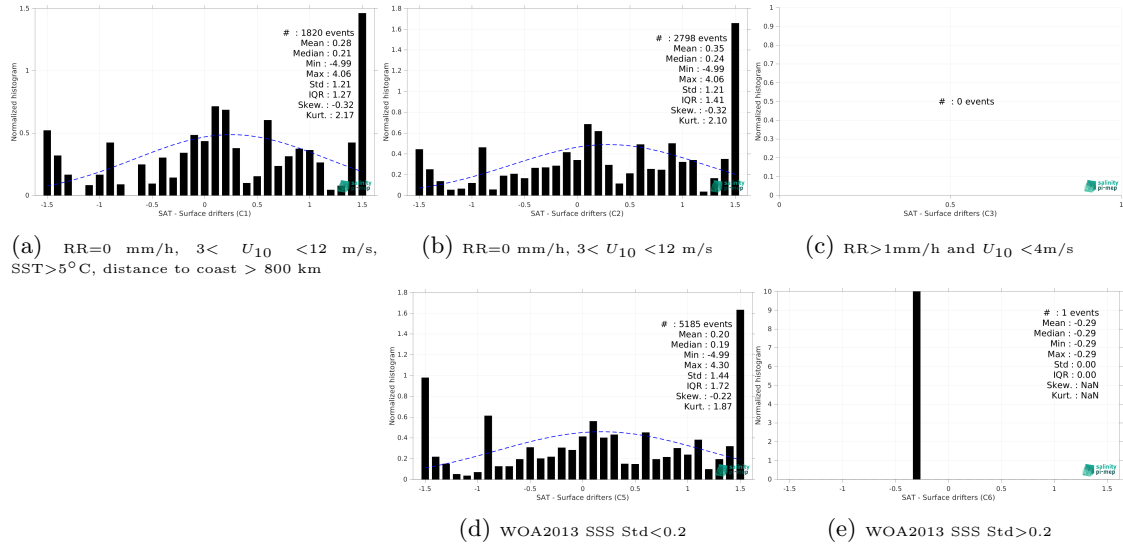 1.5
1
0.5
0
Normalized histogram
-1.5 -1 -0.5 0 0.5 1 1.5
SAT - Surface drifters (C1)
# : 1820 events
Mean : 0.28
Median : 0.21
Min : -4.99
Max : 4.06
Std : 1.21
IQR : 1.27
Skew. : -0.32
Kurt. : 2.17
salinity
pi-mep
(a) RR=0 mm/h, 3< U10 <12 m/s,
SST>5°C, distance to coast > 800 km
1.8
1.6
1.4
1.2
1
0.8
0.6
0.4
0.2
0
Normalized histogram
-1.5 -1 -0.5 0 0.5 1 1.5
SAT - Surface drifters (C2)
# : 2798 events
Mean : 0.35
Median : 0.24
Min : -4.99
Max : 4.06
Std : 1.21
IQR : 1.41
Skew. : -0.32
Kurt. : 2.10
salinity
pi-mep
(b) RR=0 mm/h, 3< U10 <12 m/s
1
0.9
0.8
0.7
0.6
0.5
0.4
0.3
0.2
0.1
0
Normalized histogram
0 0.5 1
SAT - Surface drifters (C3)
# : 0 events
salinity
pi-mep
(c) RR>1mm/h and U10 <4m/s
1.8
1.6
1.4
1.2
1
0.8
0.6
0.4
0.2
0
Normalized histogram
-1.5 -1 -0.5 0 0.5 1 1.5
SAT - Surface drifters (C5)
# : 5185 events
Mean : 0.20
Median : 0.19
Min : -4.99
Max : 4.30
Std : 1.44
IQR : 1.72
Skew. : -0.22
Kurt. : 1.87
salinity
pi-mep
(d) WOA2013 SSS Std<0.2
10
9
8
7
6
5
4
3
2
1
0
Normalized histogram
-1.5 -1 -0.5 0 0.5 1 1.5
SAT - Surface drifters (C6)
# : 1 events
Mean : -0.29
Median : -0.29
Min : -0.29
Max : -0.29
Std : 0.00
IQR : 0.00
Skew. : NaN
Kurt. : NaN
salinity
pi-mep
(e) WOA2013 SSS Std>0.2